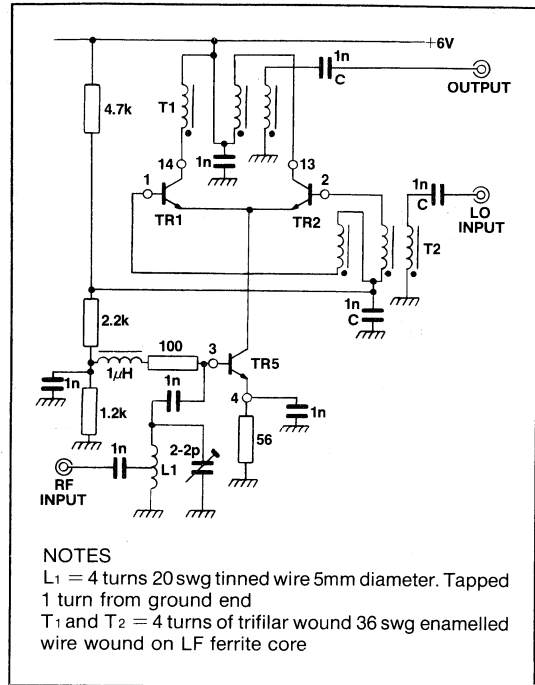 +6V
1n
C
OUTPUT
4.7k
T1
1n
14
13
1
2
1n
C
LO
INPUT
TR1
TR2
T2
1n
C
2.2k
100
3
TR5
1μH
1n
1n
4
1n
1.2k
56
1n
2-2p
L1
RF
INPUT
NOTES
L1 = 4 turns 20 swg tinned wire 5mm diameter. Tapped
1 turn from ground end
T1 and T2 = 4 turns of trifilar wound 36 swg enamelled
wire wound on LF ferrite core